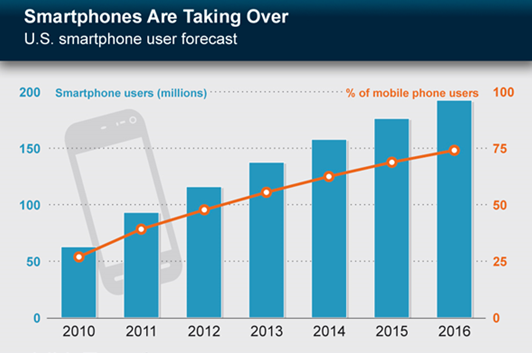 Smartphones Are Taking Over
U.S. smartphone user forecast
200 Smartphone users (millions) % of mobile phone users 100
150 75
100 50
50 25
0 0
2010 2011 2012 2013 2014 2015 2016